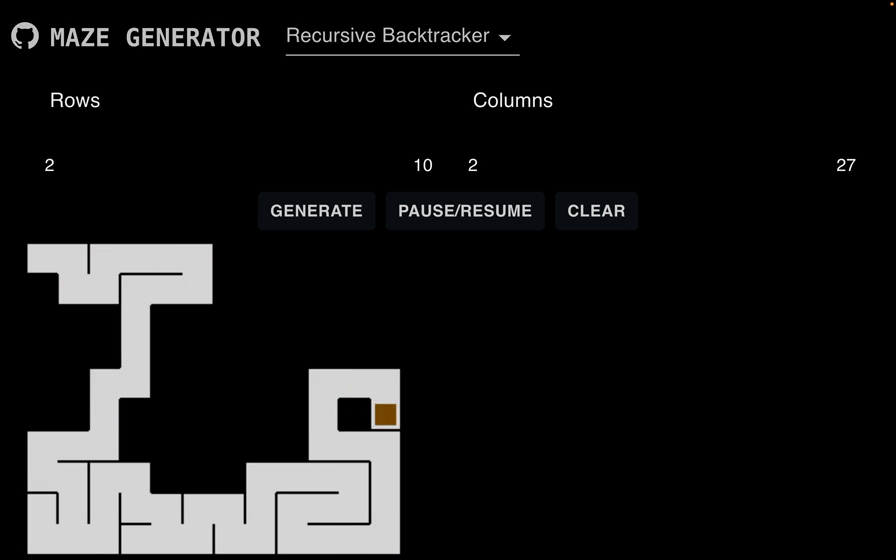 MAZE GENERATOR Recursive Backtracker
Rows Columns
2 10 2 27
GENERATE PAUSE/RESUME CLEAR